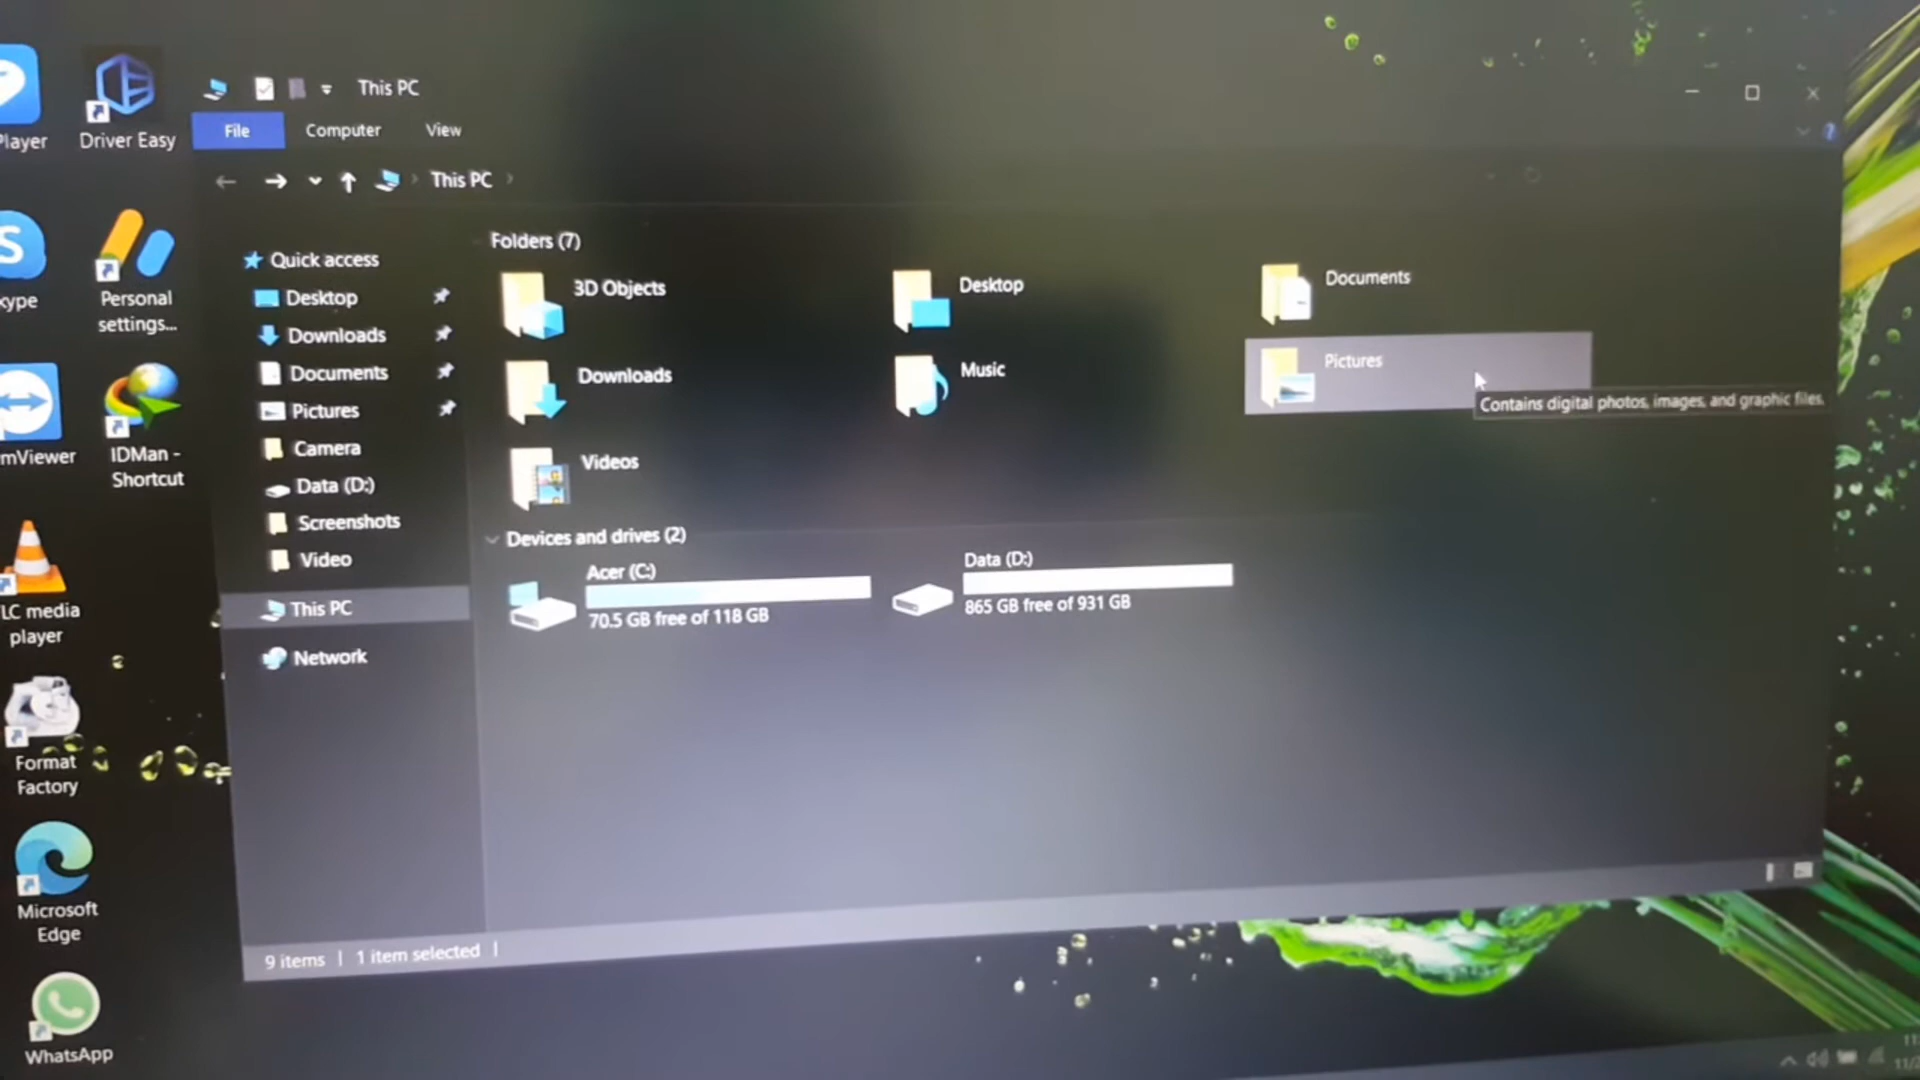 Player
Driver Easy
This PC
File
Computer
View
This PC
Folders (7)
Quick access
Desktop
Downloads
Documents
Pictures
Camera
Data (D:)
Screenshots
Video
This PC
Network
3D Objects
Desktop
Documents
Downloads
Music
Pictures
Contains digital photos, images, and graphic files.
Videos
Devices and drives (2)
Acer (C:)
70.5 GB free of 118 GB
Data (D:)
865 GB free of 931 GB
9 items
1 item selected
S
kype
Personal
settings...
mViewer
IDMan -
Shortcut
LC media
player
Format
Factory
Microsoft
Edge
WhatsApp